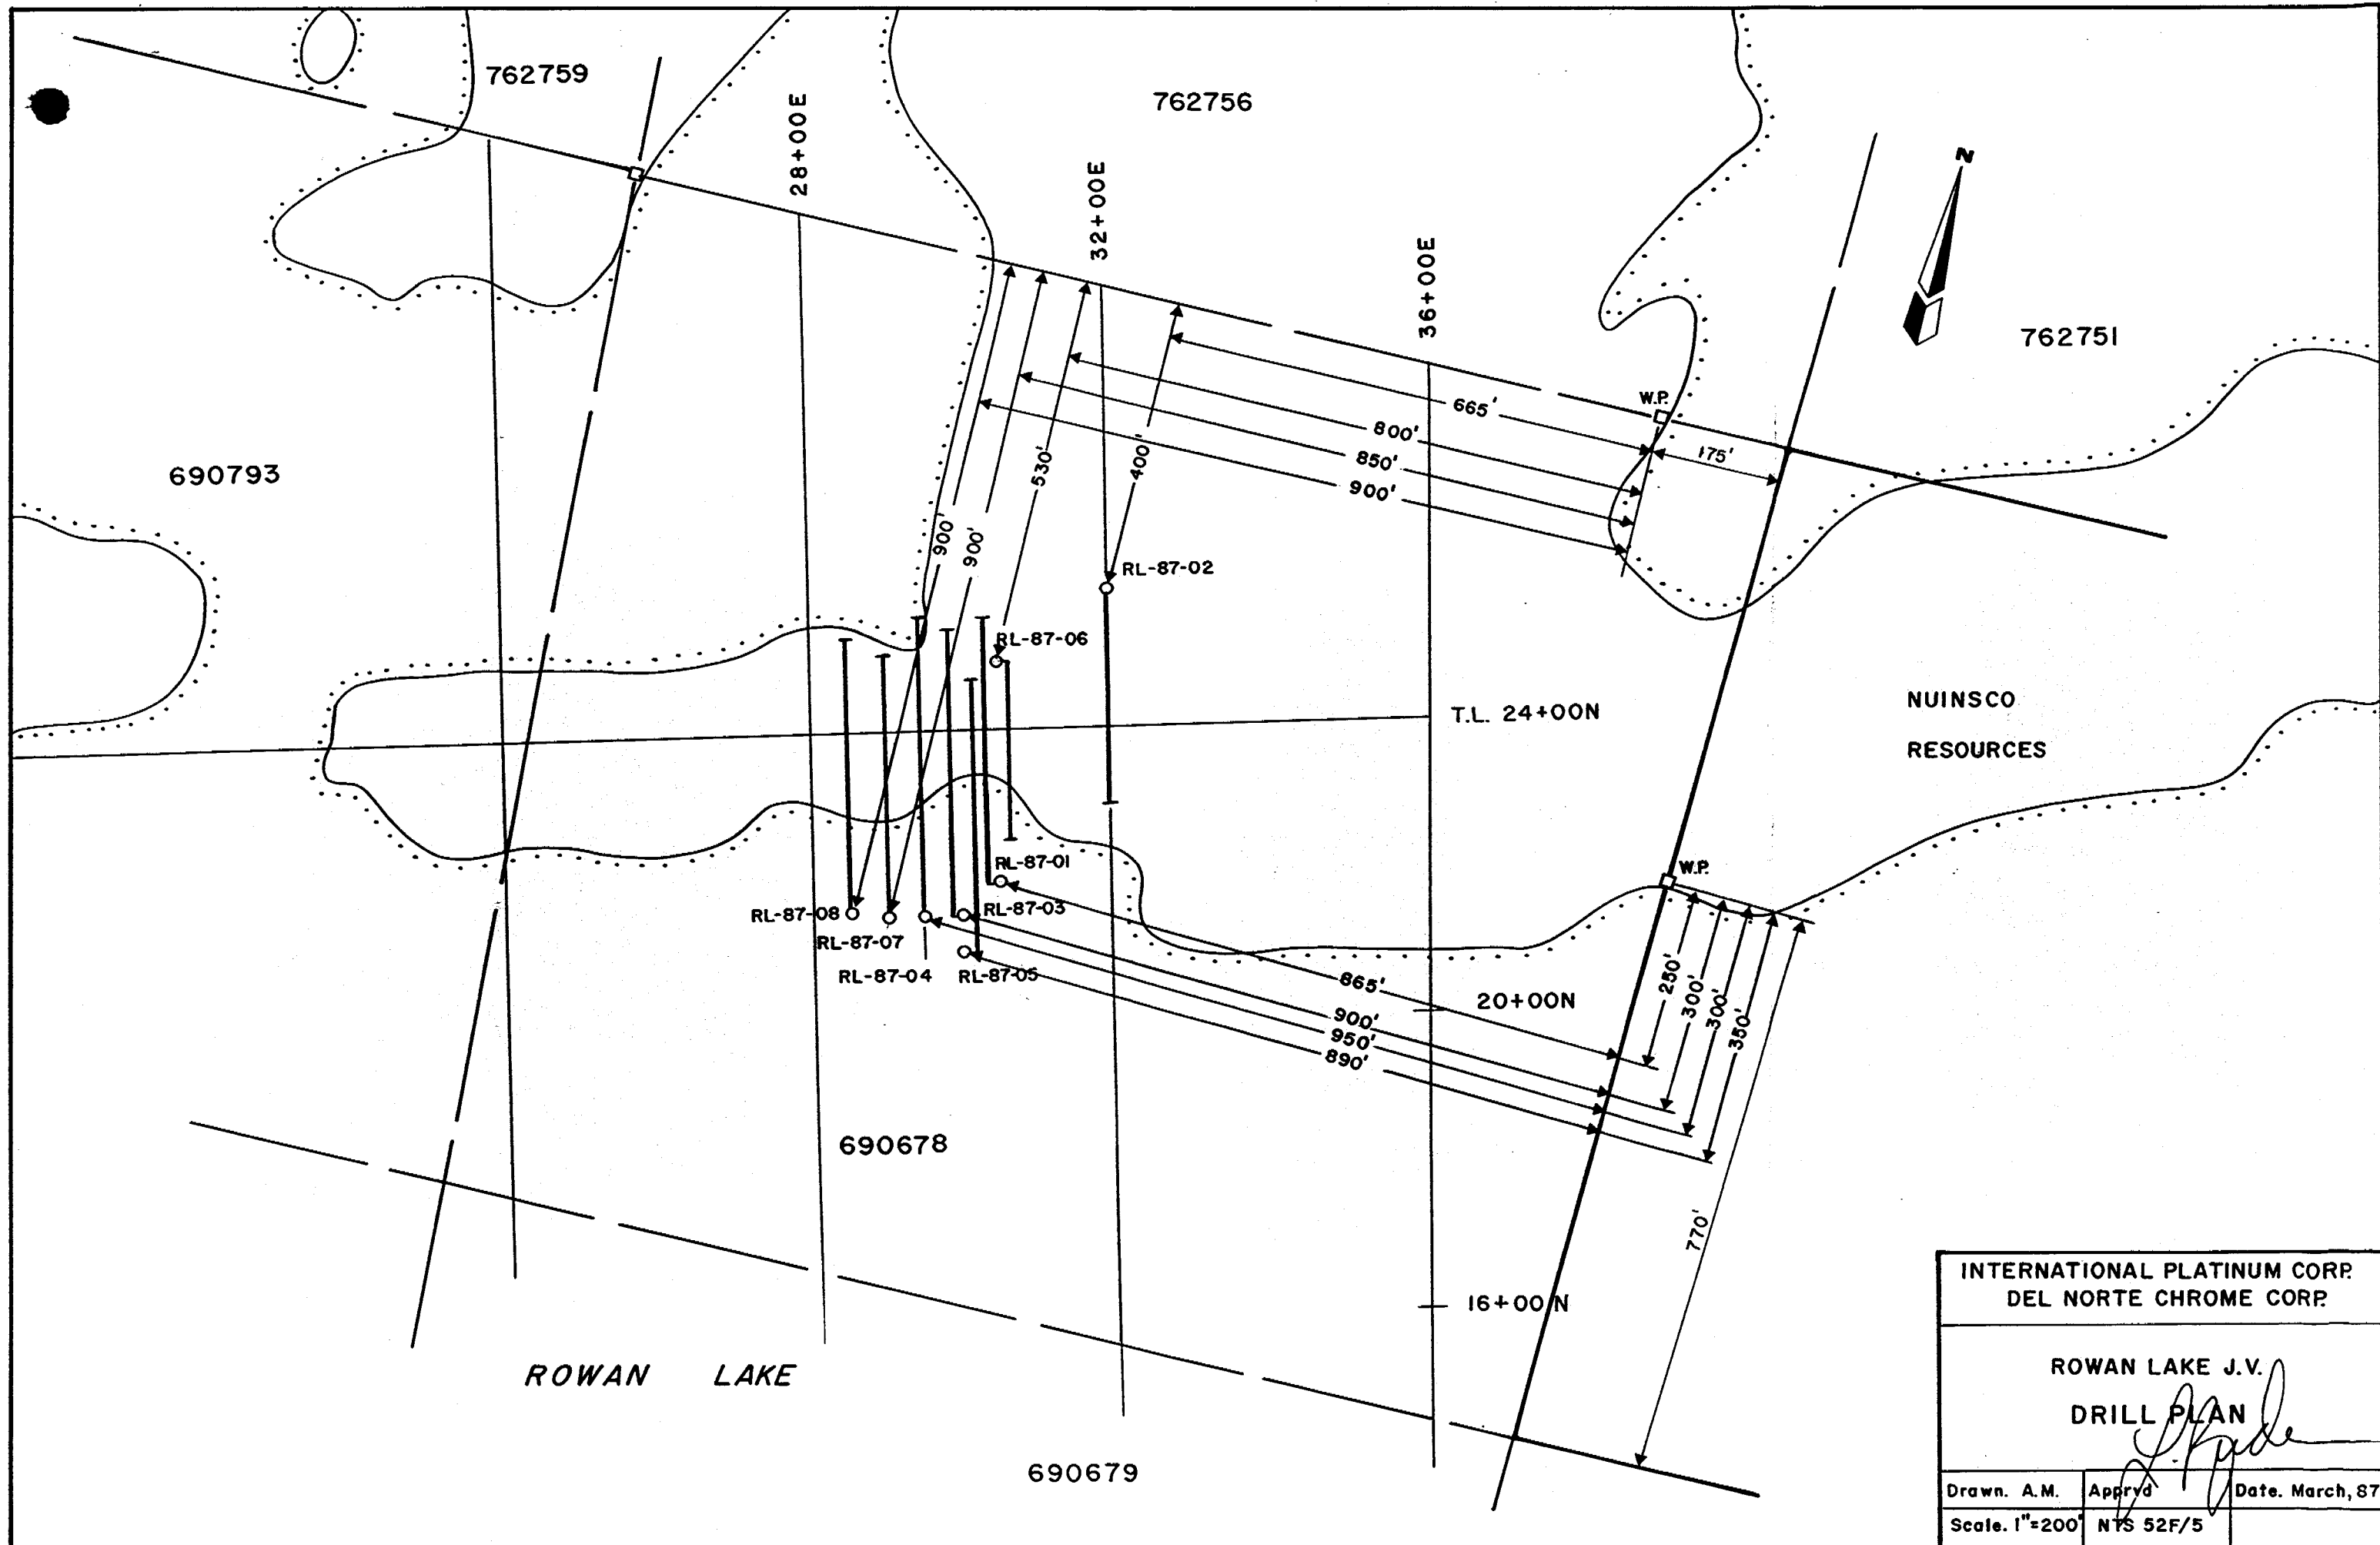 762759
762756
28+00E
32+00E
36+00E
N
762751
690793
W.P.
665'
800'
850'
900'
175'
530'
400'
900'
900'
RL-87-02
RL-87-06
T.L. 24+00N
NUINSCO
RESOURCES
RL-87-01
W.P.
RL-87-08
RL-87-03
RL-87-07
RL-87-04
RL-87-05
865'
900'
950'
890'
20+00N
250'
300'
300'
350'
770'
690678
16+00N
ROWAN LAKE
690679
INTERNATIONAL PLATINUM CORP.
DEL NORTE CHROME CORP.
ROWAN LAKE J.V.
DRILL PLAN
Drawn. A.M.
Apprvd
Date. March, 87
Scale. 1"=200'
NTS 52F/5